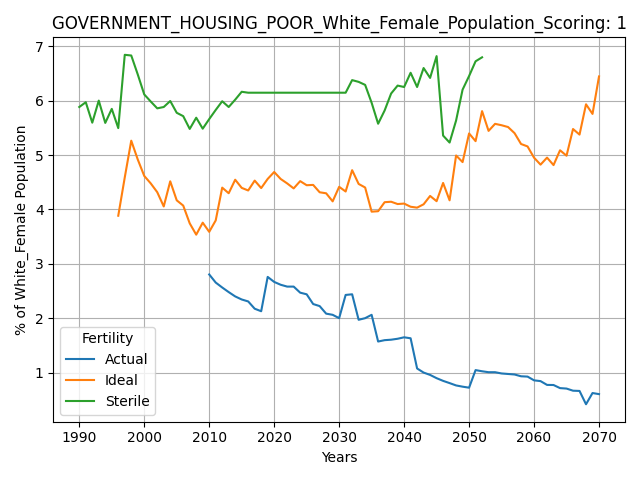 GOVERNMENT_HOUSING_POOR_White_Female_Population_Scoring: 1
% of White_Female Population
7
6
5
4
3
2
1
Fertility
Actual
Ideal
Sterile
1990 2000 2010 2020 2030 2040 2050 2060 2070
Years